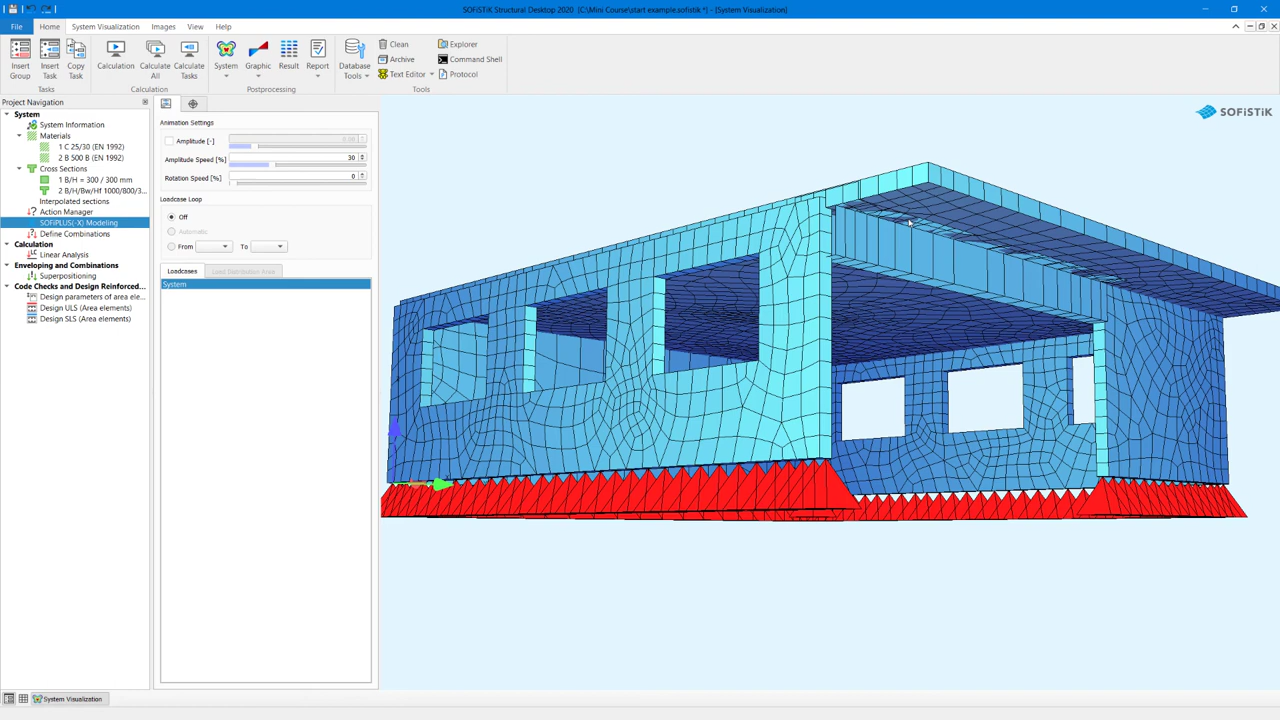 SOFiSTiK Structural Desktop 2020 [C:\Mini Course\start example.sofistik *] - [System Visualization]
File Home System Visualization Images View Help
Insert Group
Insert Task
Copy Task
Tasks
Calculation
Calculate All
Calculate Tasks
Calculation
System
Graphic
Result
Report
Postprocessing
Database Tools
Clean
Archive
Text Editor
Explorer
Command Shell
Protocol
Tools
Project Navigation
System
System Information
Materials
1 C 25/30 (EN 1992)
2 B 500 B (EN 1992)
Cross Sections
1 B/H = 300 / 300 mm
2 B/H/Bw/Hf 1000/800/3...
Interpolated sections
Action Manager
SOFiPLUS(-X) Modeling
Define Combinations
Calculation
Linear Analysis
Enveloping and Combinations
Superpositioning
Code Checks and Design Reinforced...
Design parameters of area ele...
Design ULS (Area elements)
Design SLS (Area elements)
Animation Settings
Amplitude [-]
Amplitude Speed [%] 30
Rotation Speed [%] 0
Loadcase Loop
Off
Automatic
From To
Loadcases Load Distribution Area
System
SOFiSTiK
System Visualization